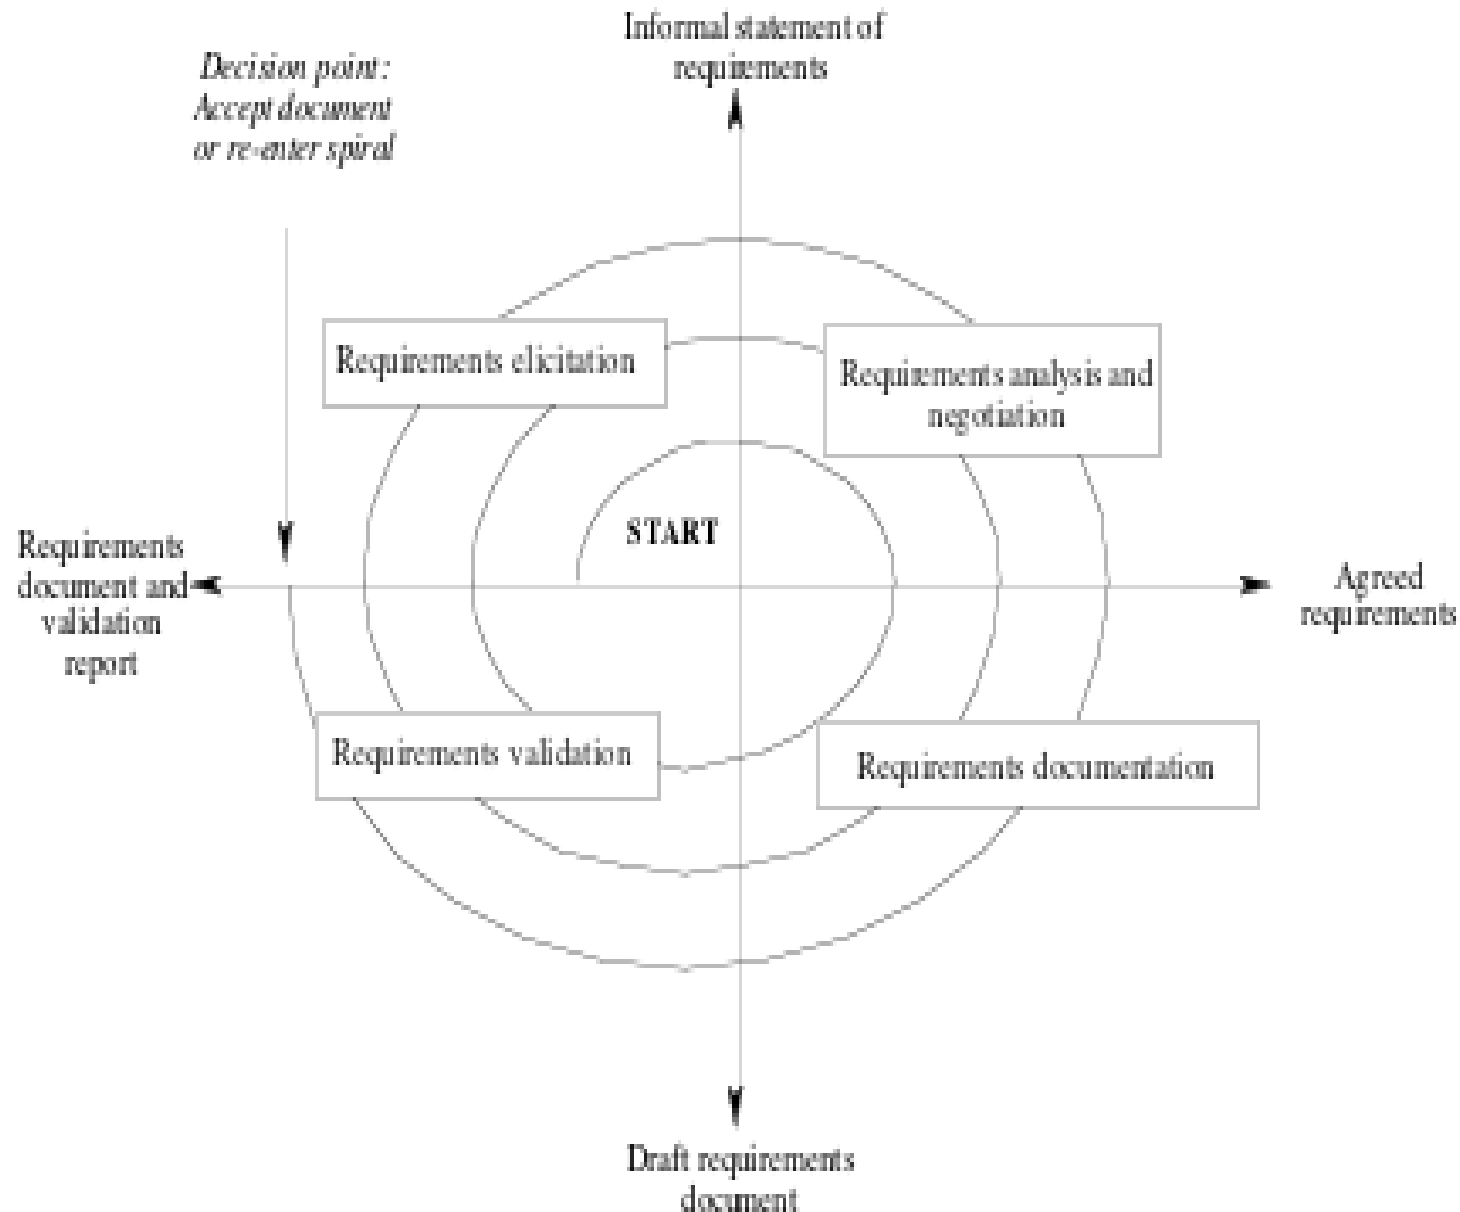 Informal statement of
requirements
Decision point:
Accept document
or re-enter spiral
Requirements elicitation
Requirements analysis and
negotiation
START
Requirements
document and
validation
report
Agreed
requirements
Requirements validation
Requirements documentation
Draft requirements
document